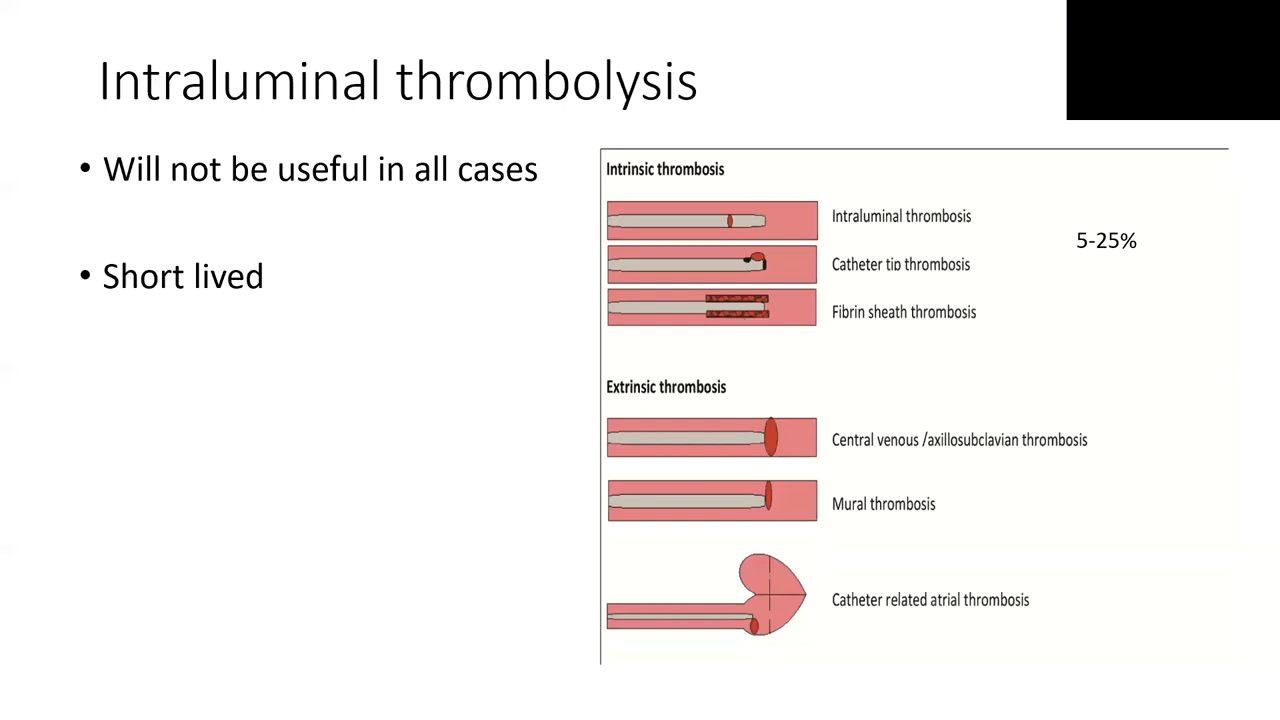 Intraluminal thrombolysis
• Will not be useful in all cases
• Short lived
Intrinsic thrombosis
Intraluminal thrombosis
5-25%
Catheter tip thrombosis
Fibrin sheath thrombosis
Extrinsic thrombosis
Central venous /axillosubclavian thrombosis
Mural thrombosis
Catheter related atrial thrombosis